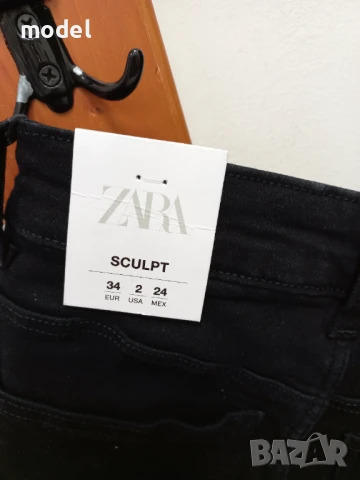 model
ZARA
SCULPT
34 2 24
EUR USA MEX
BAZAR